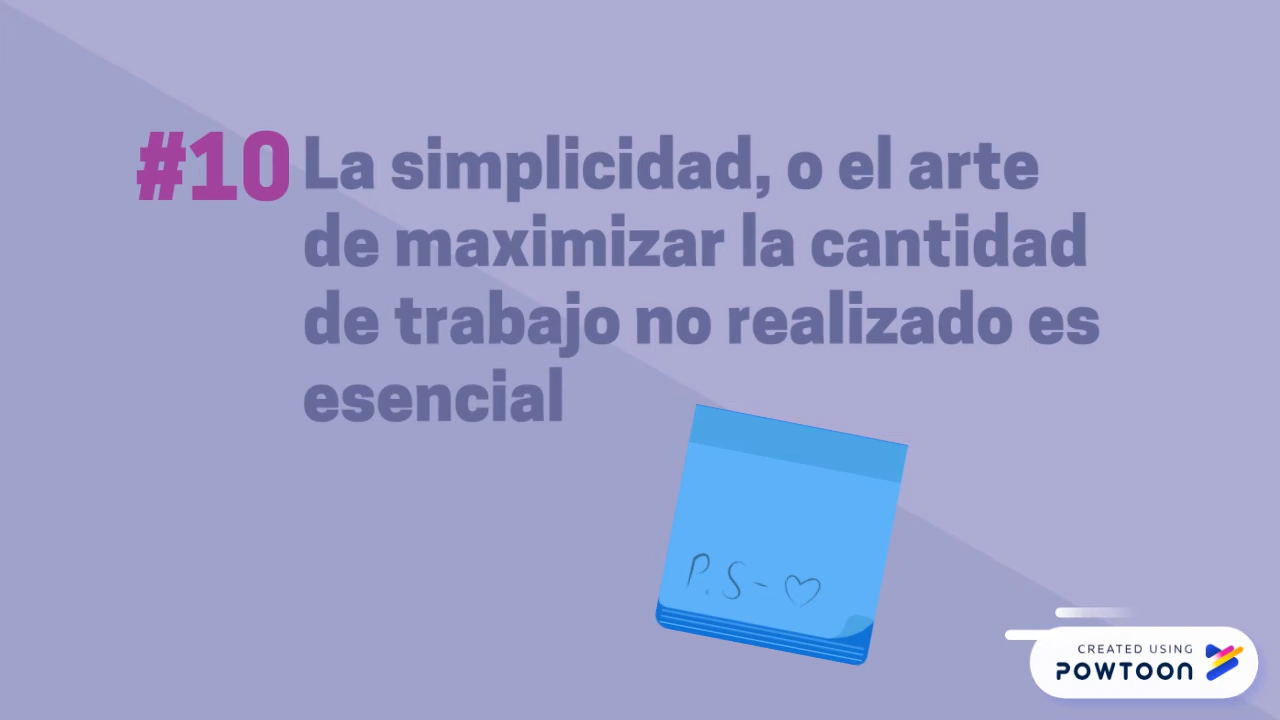 #10 La simplicidad, o el arte
de maximizar la cantidad
de trabajo no realizado es
esencial
P.S - ♡
CREATED USING
POWTOON